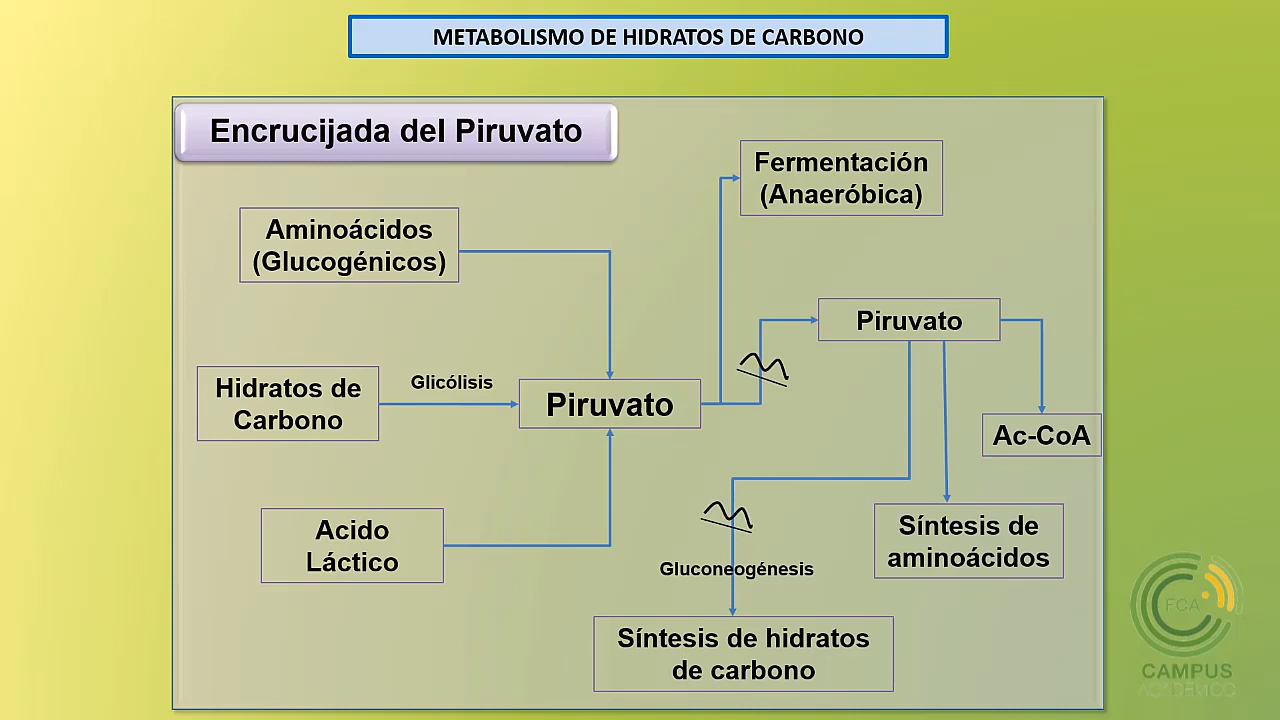 METABOLISMO DE HIDRATOS DE CARBONO
Encrucijada del Piruvato
Fermentación
(Anaeróbica)
Aminoácidos
(Glucogénicos)
Piruvato
Hidratos de
Carbono
Glicólisis
Piruvato
Ac-CoA
Acido
Láctico
Síntesis de
aminoácidos
Gluconeogénesis
Síntesis de hidratos
de carbono
FCA
CAMPUS
ACADÉMICO